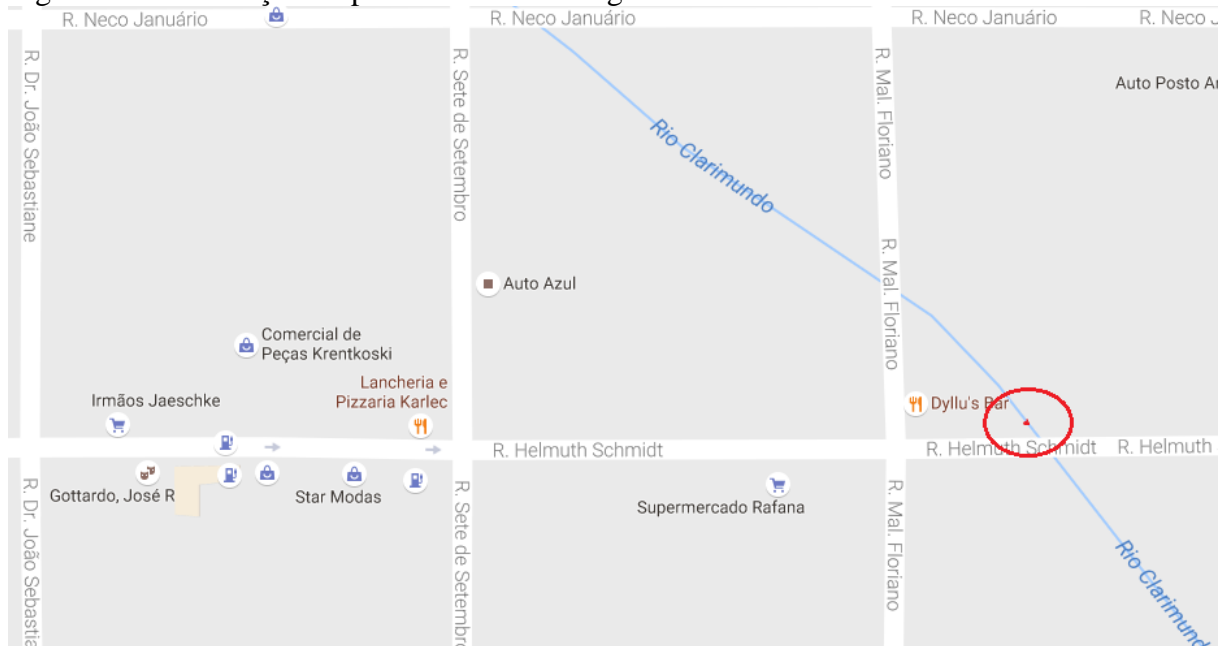 R. Neco Januário
R. Neco Januário
R. Neco Januário
R. Neco J
R. Dr. João Sebastiane
R. Sete de Setembro
R. Mal. Floriano
Auto Posto Ar
Rio Clarimundo
R. Mal. Floriano
Auto Azul
Comercial de
Peças Krentkoski
Lancheria e
Pizzaria Karlec
Irmãos Jaeschke
Dyllu's Bar
R. Helmuth Schmidt
R. Helmuth Schmidt
R. Helmuth
Gottardo, José R
Star Modas
Supermercado Rafana
R. Dr. João Sebastia
R. Sete de Setembro
R. Mal. Floriano
Rio Clarimund